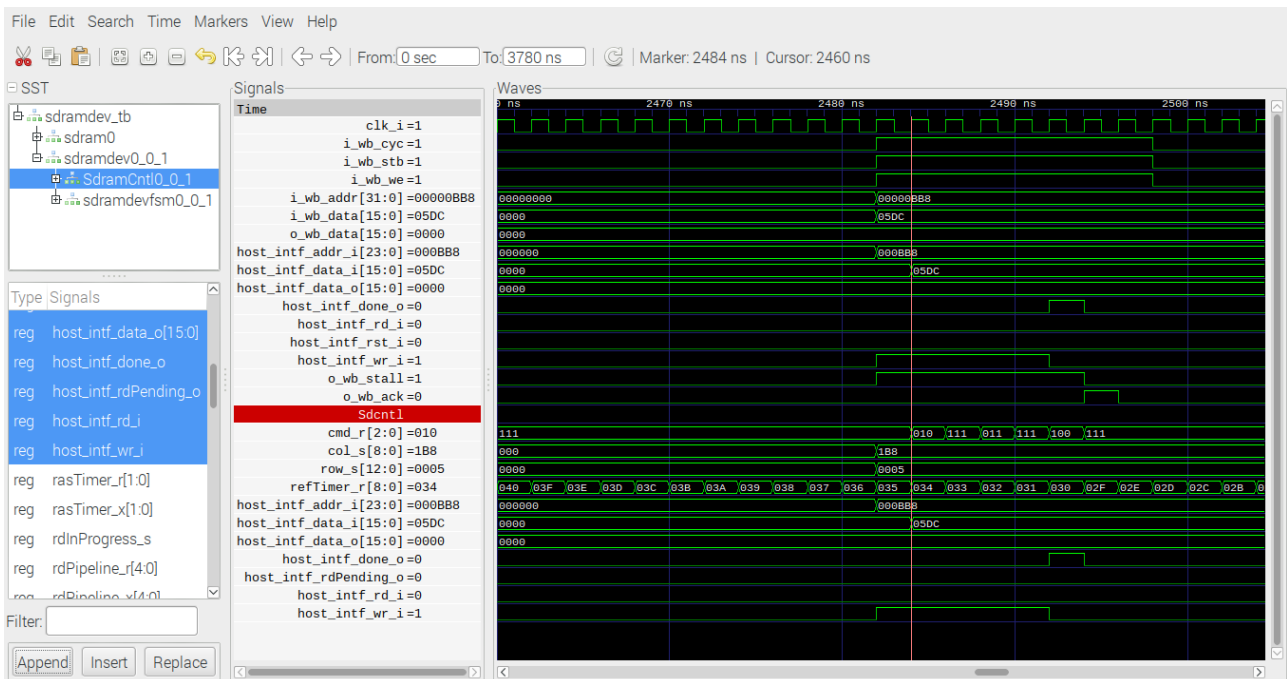 File Edit Search Time Markers View Help
From: 0 sec To: 3780 ns Marker: 2484 ns | Cursor: 2460 ns
SST
sdramdev_tb
sdram0
sdramdev0_0_1
SdramCntl0_0_1
sdramdevfsm0_0_1
Type Signals
reg host_intf_data_o[15:0]
reg host_intf_done_o
reg host_intf_rdPending_o
reg host_intf_rd_i
reg host_intf_wr_i
reg rasTimer_r[1:0]
reg rasTimer_x[1:0]
reg rdInProgress_s
reg rdPipeline_r[4:0]
reg rdPipeline_x[4:0]
Filter:
Append Insert Replace
Signals
Time
clk_i=1
i_wb_cyc=1
i_wb_stb=1
i_wb_we=1
i_wb_addr[31:0]=00000BB8
i_wb_data[15:0]=05DC
o_wb_data[15:0]=0000
host_intf_addr_i[23:0]=000BB8
host_intf_data_i[15:0]=05DC
host_intf_data_o[15:0]=0000
host_intf_done_o=0
host_intf_rd_i=0
host_intf_rst_i=0
host_intf_wr_i=1
o_wb_stall=1
o_wb_ack=0
Sdcntl
cmd_r[2:0]=010
col_s[8:0]=1B8
row_s[12:0]=0005
refTimer_r[8:0]=034
host_intf_addr_i[23:0]=000BB8
host_intf_data_i[15:0]=05DC
host_intf_data_o[15:0]=0000
host_intf_done_o=0
host_intf_rdPending_o=0
host_intf_rd_i=0
host_intf_wr_i=1
Waves
ns 2470 ns 2480 ns 2490 ns 2500 ns
00000000 00000BB8
0000 05DC
0000
000000 000BB8
0000 05DC
0000
111 010 111 011 111 100 111
000 1B8
0000 0005
040 03F 03E 03D 03C 03B 03A 039 038 037 036 035 034 033 032 031 030 02F 02E 02D 02C 02B
000000 000BB8
0000 05DC
0000